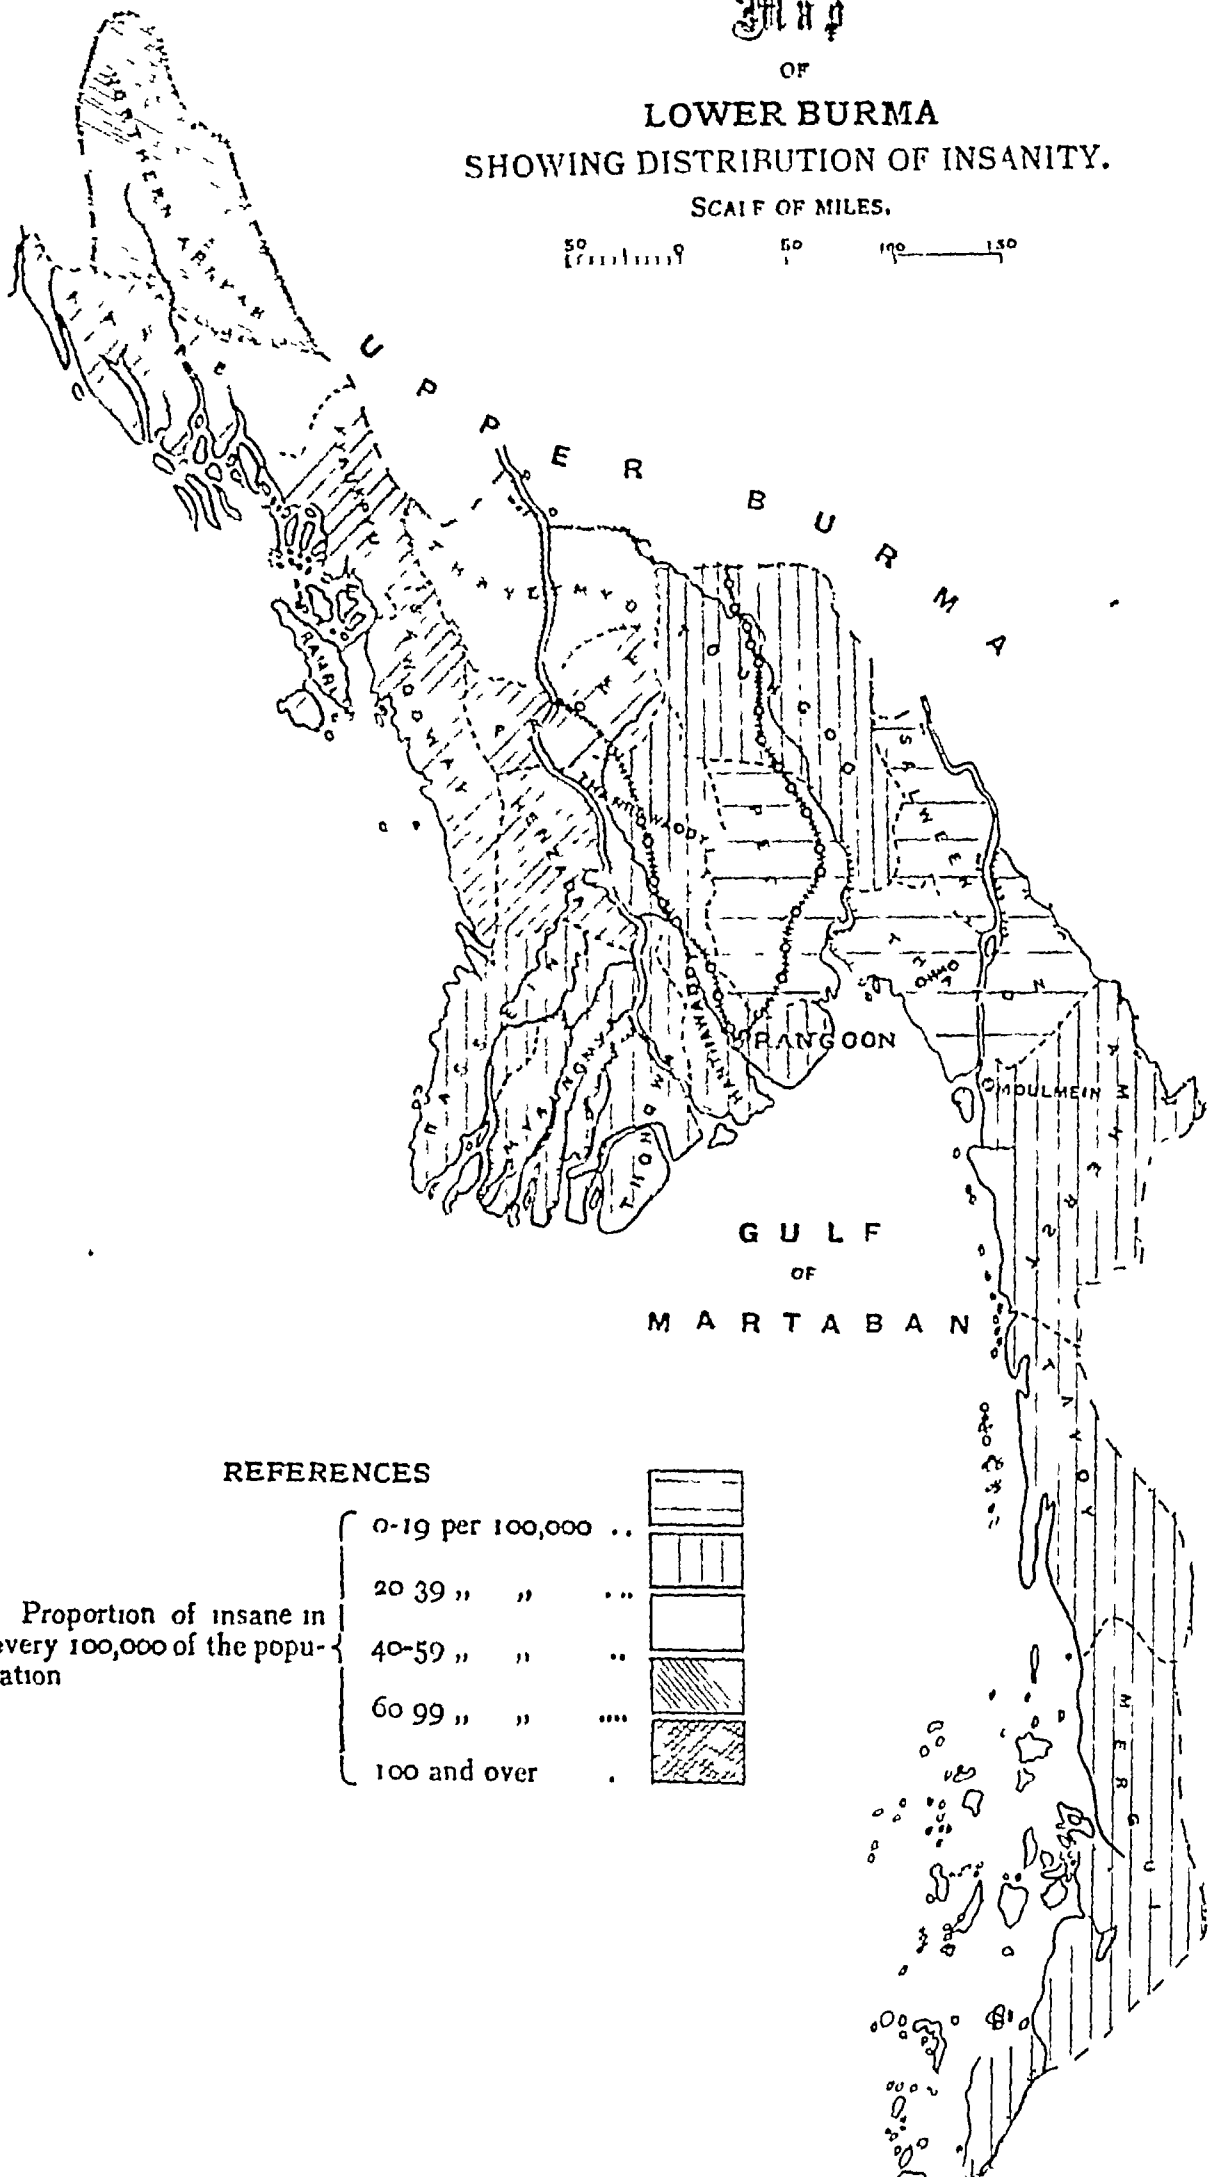 Map
OF
LOWER BURMA
SHOWING DISTRIBUTION OF INSANITY.
SCALE OF MILES.
50 0 50 100 150
NORTHERN ARAKAN
UPPER BURMA
THAYETMYO
RAMRI
SANDOWAY
PROME
TOUNGOO
SALWEEN
HENZADA
THARRAWADDY
PEGU
THATON
BASSEIN
MYAUNGMYA
THONGWA
HANTHAWADDY
RANGOON
MOULMEIN
AMHERST
GULF
OF
MARTABAN
TAVOY
MERGUI
REFERENCES
0-19 per 100,000 ..
20 39 „ „ ...
40-59 „ „ ..
60 99 „ „ ....
100 and over .
Proportion of insane in
every 100,000 of the popu-
ation